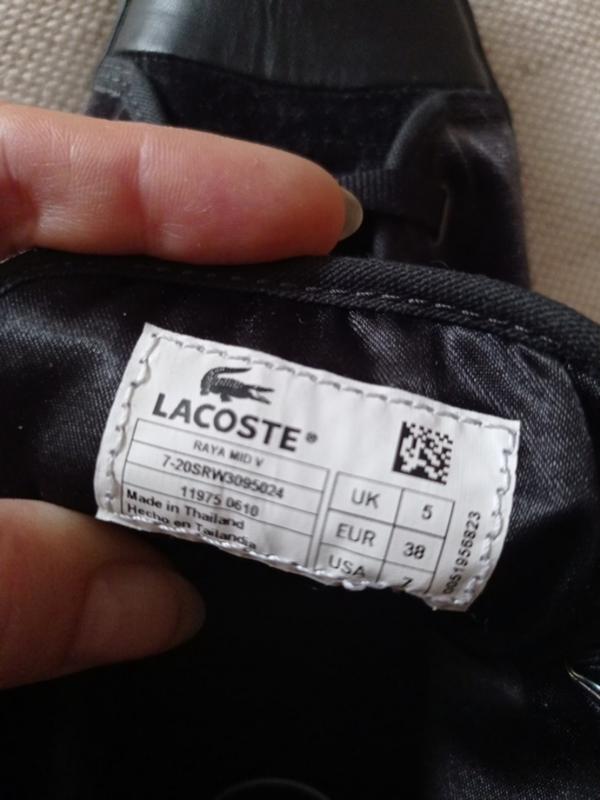 LACOSTE®
RAYA MID V
7-20SRW3095024
11975 0610
Made in Thailand
Hecho en Tailandia
UK 5
EUR 38
USA 7
0051956823